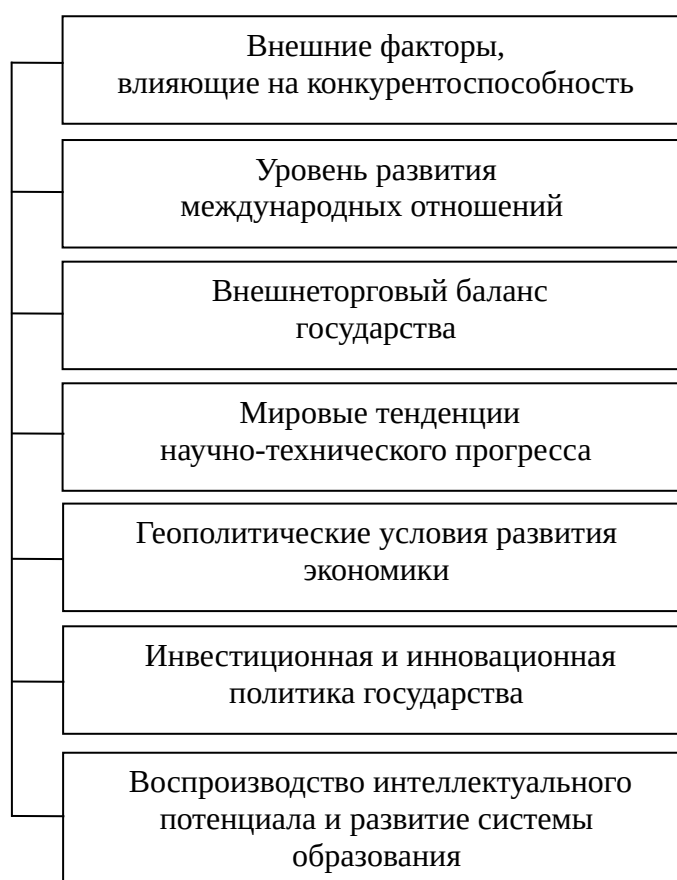 Внешние факторы,
влияющие на конкурентоспособность
Уровень развития
международных отношений
Внешнеторговый баланс
государства
Мировые тенденции
научно-технического прогресса
Геополитические условия развития
экономики
Инвестиционная и инновационная
политика государства
Воспроизводство интеллектуального
потенциала и развитие системы
образования